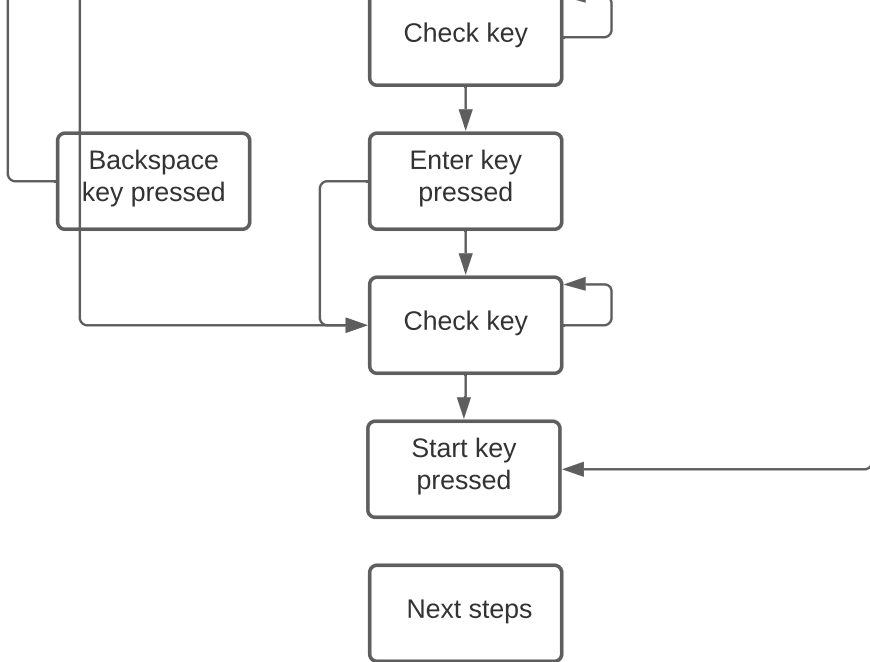 Check key
Backspace
key pressed
Enter key
pressed
Check key
Start key
pressed
Next steps